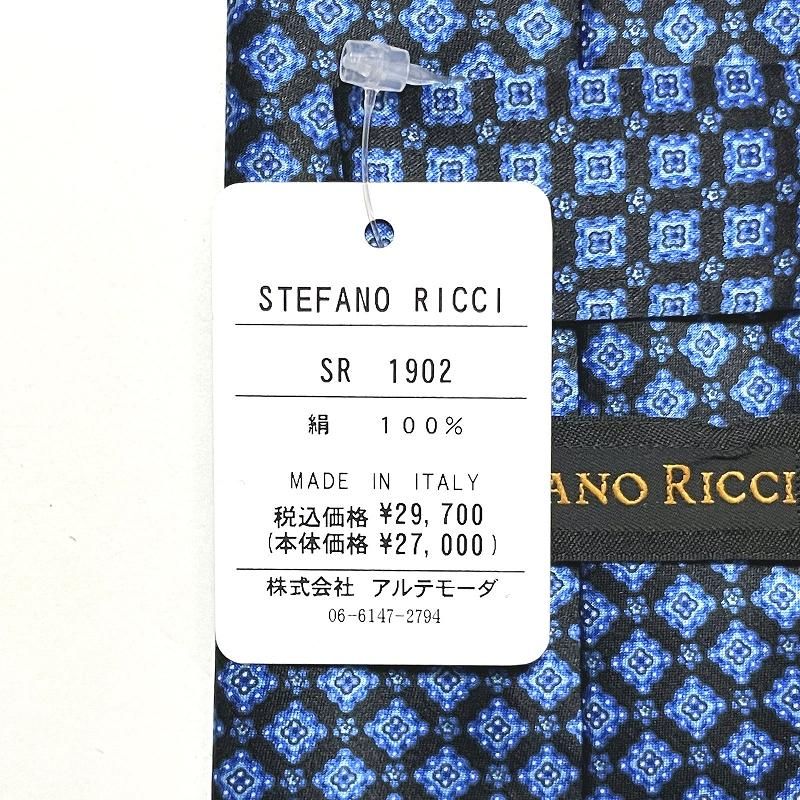 STEFANO RICCI
SR 1902
絹 100%
MADE IN ITALY
税込価格 ¥29,700
(本体価格 ¥27,000)
株式会社 アルテモーダ
06-6147-2794
ANO RICCI